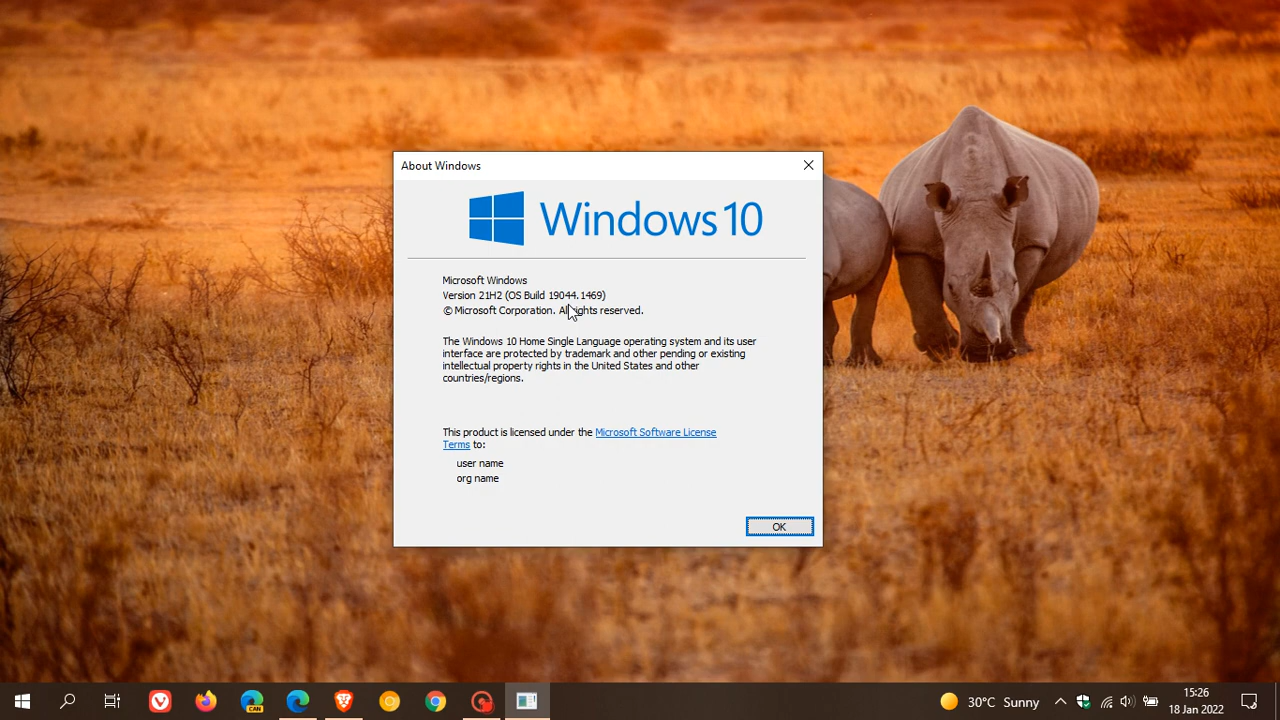 About Windows
Windows 10
Microsoft Windows
Version 21H2 (OS Build 19044.1469)
© Microsoft Corporation. All rights reserved.
The Windows 10 Home Single Language operating system and its user
interface are protected by trademark and other pending or existing
intellectual property rights in the United States and other
countries/regions.
This product is licensed under the Microsoft Software License
Terms to:
user name
org name
OK
CAN
30°C Sunny
15:26
18 Jan 2022